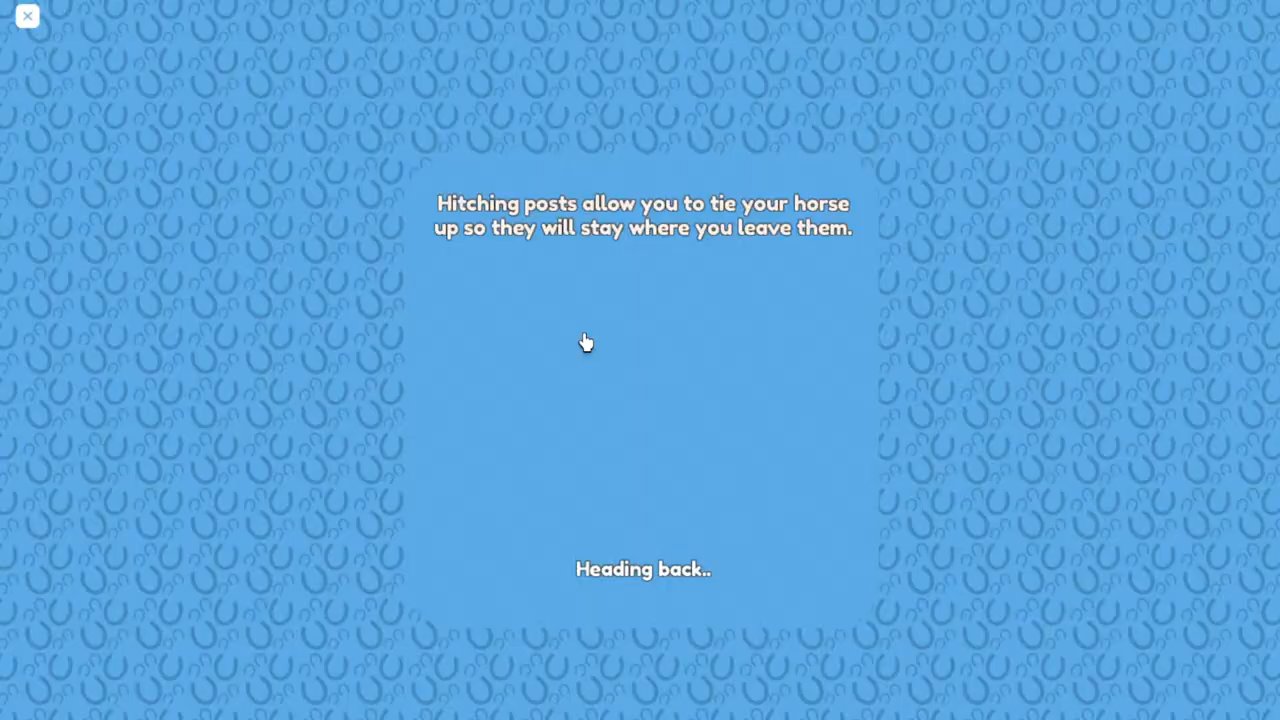 Hitching posts allow you to tie your horse
up so they will stay where you leave them.
Heading back..